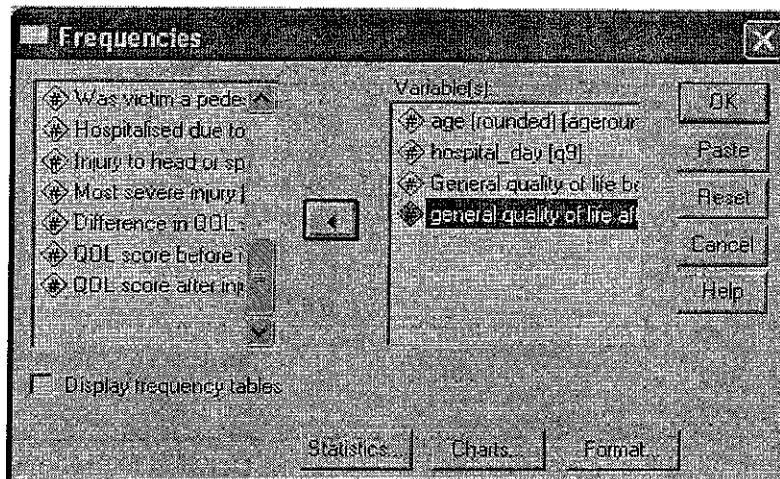 Frequencies
Was victim a pede
Hospitalised due to
Injury to head or sp
Most severe injury
Difference in QOL
QOL score before
QOL score after inj
Variable(s):
age (rounded) [ageroun
hospital_day [q9]
General quality of life be
general quality of life aft
OK
Paste
Reset
Cancel
Help
Display frequency tables
Statistics...
Charts...
Format...